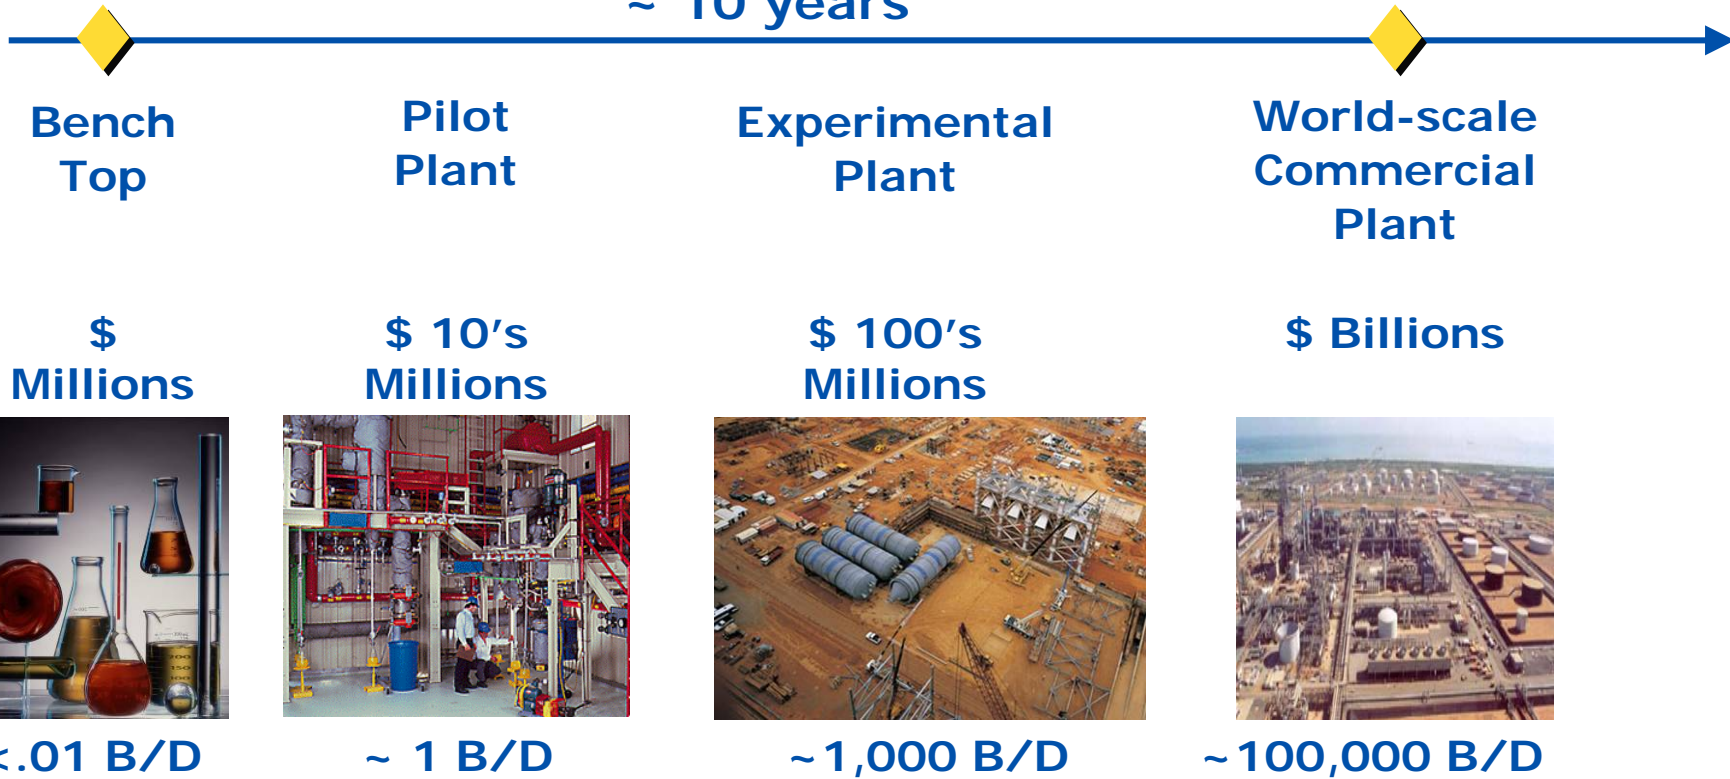 ~ 10 years
Bench
Top
Pilot
Plant
Experimental
Plant
World-scale
Commercial
Plant
$
Millions
$ 10's
Millions
$ 100's
Millions
$ Billions
<.01 B/D
~ 1 B/D
~1,000 B/D
~100,000 B/D